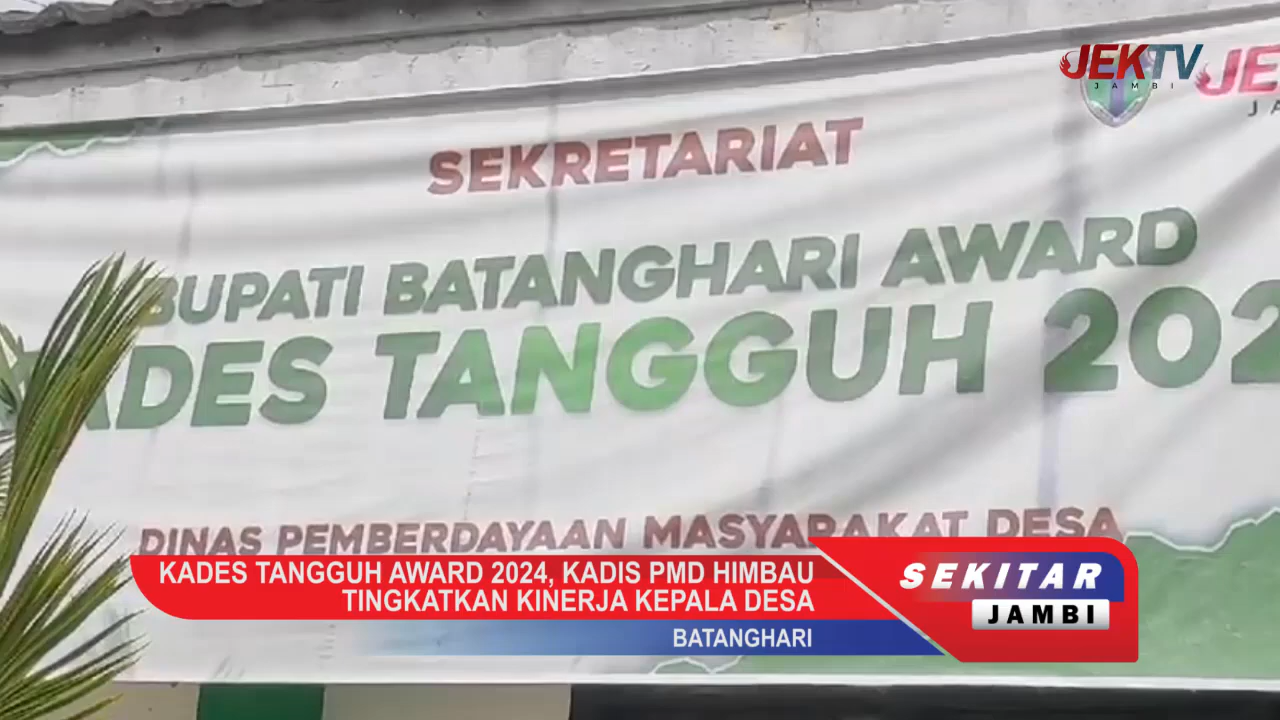 JEKTV
JAMBI
SEKRETARIAT
BUPATI BATANGHARI AWARD
KADES TANGGUH 202
DINAS PEMBERDAYAAN MASYARAKAT DESA
KADES TANGGUH AWARD 2024, KADIS PMD HIMBAU
TINGKATKAN KINERJA KEPALA DESA
BATANGHARI
SEKITAR
JAMBI